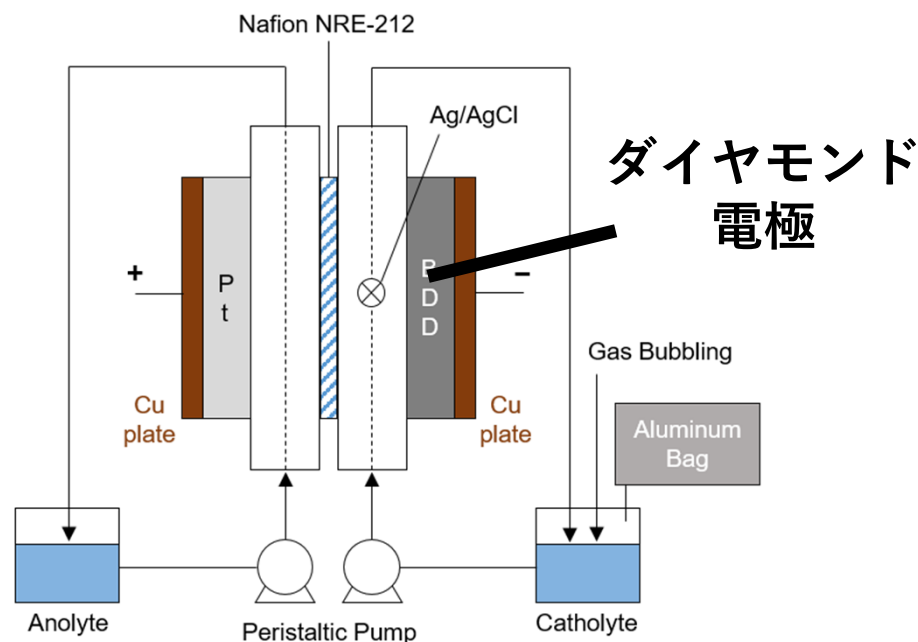 Nafion NRE-212
Ag/AgCl
ダイヤモンド
電極
+
P
t
B
D
D
−
Gas Bubbling
Cu
plate
Cu
plate
Aluminum
Bag
Anolyte
Peristaltic Pump
Catholyte